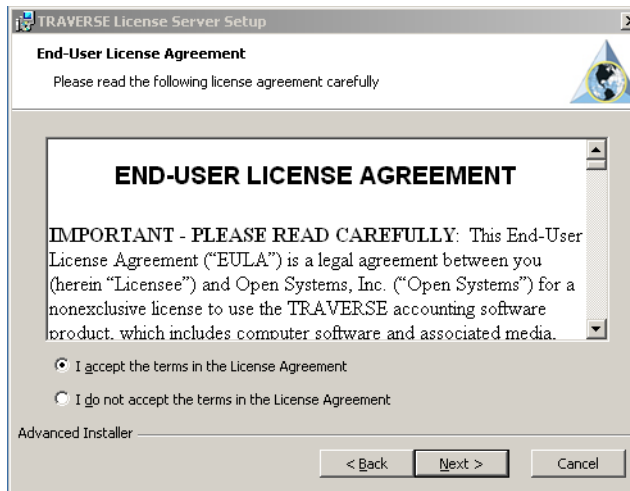 TRAVERSE License Server Setup
End-User License Agreement
Please read the following license agreement carefully
END-USER LICENSE AGREEMENT
IMPORTANT - PLEASE READ CAREFULLY: This End-User
License Agreement (“EULA”) is a legal agreement between you
(herein “Licensee”) and Open Systems, Inc. (“Open Systems”) for a
nonexclusive license to use the TRAVERSE accounting software
product, which includes computer software and associated media,
I accept the terms in the License Agreement
I do not accept the terms in the License Agreement
Advanced Installer
< Back Next > Cancel